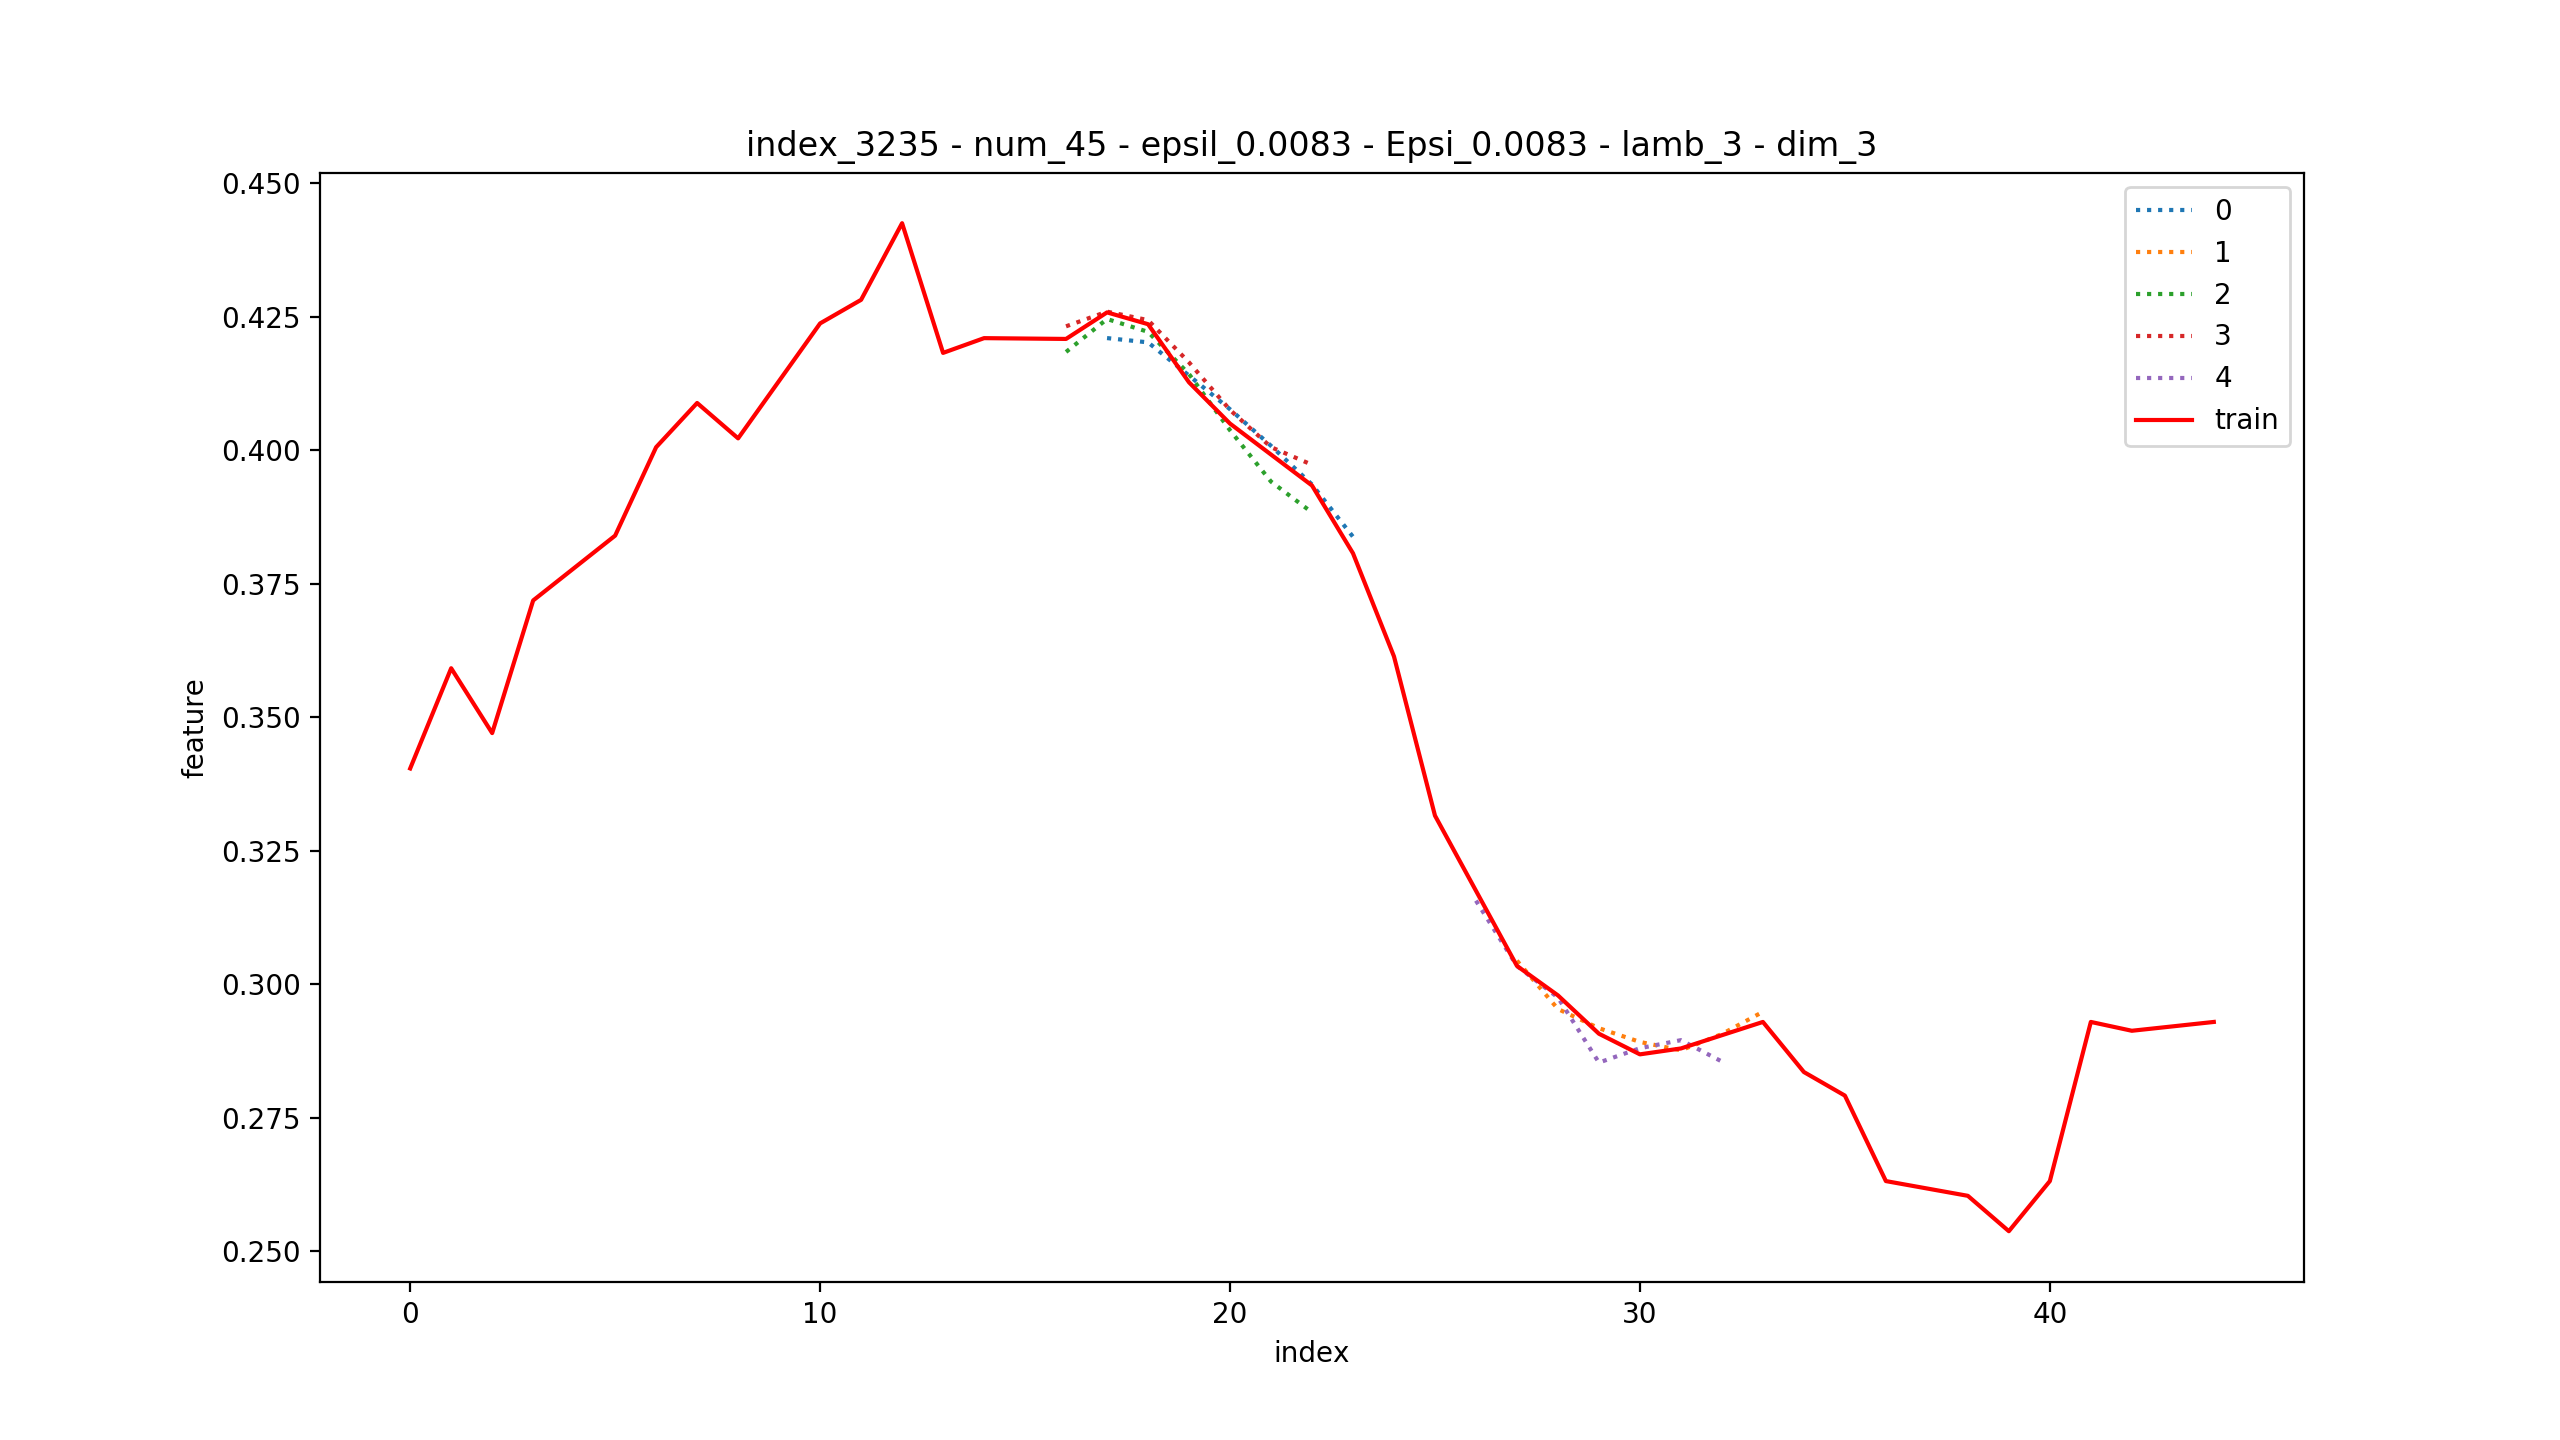 index_3235 - num_45 - epsil_0.0083 - Epsi_0.0083 - lamb_3 - dim_3
0.450
0.425
0.400
0.375
0.350
0.325
0.300
0.275
0.250
feature
0
1
2
3
4
train
0 10 20 30 40
index